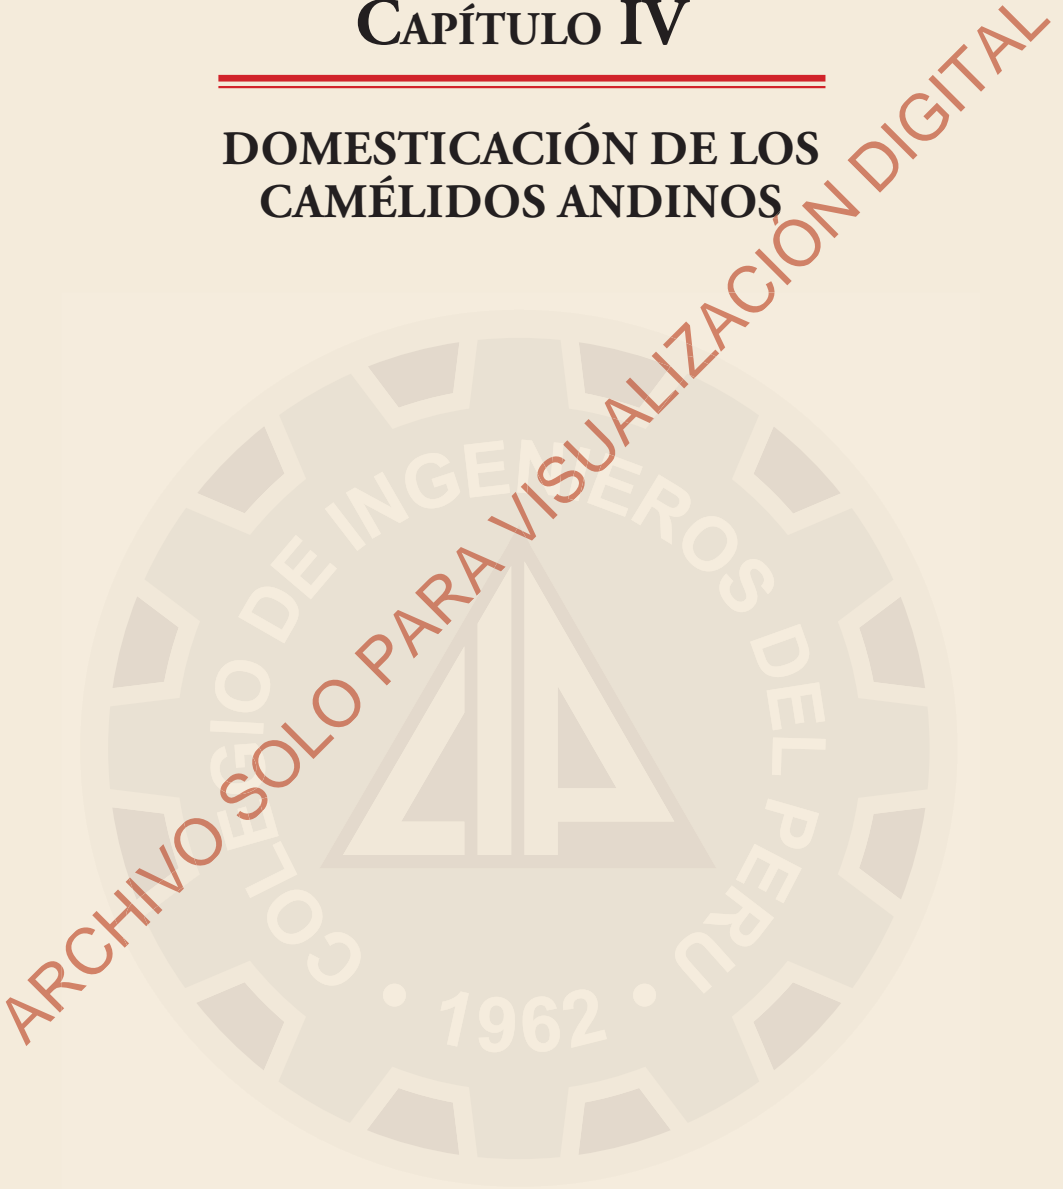 CAPÍTULO IV
DOMESTICACIÓN DE LOS
CAMÉLIDOS ANDINOS
ARCHIVO SOLO PARA VISUALIZACIÓN DIGITAL
COLEGIO DE INGENIEROS DEL PERU
• 1962 •